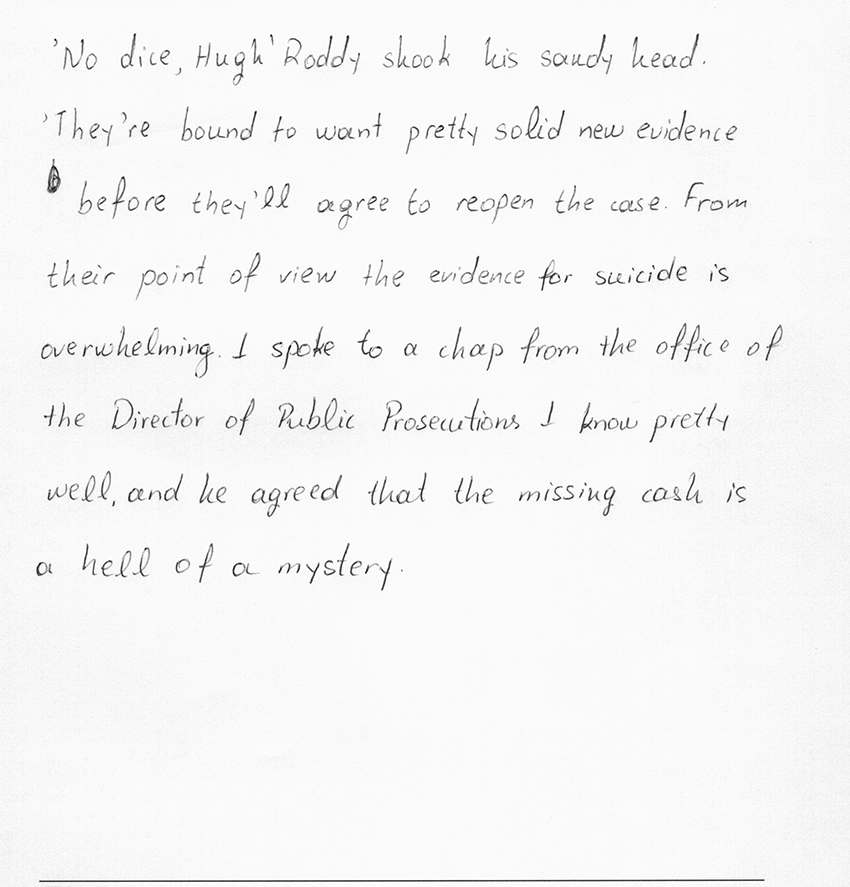 'No dice, Hugh' Roddy shook his sandy head.
'They're bound to want pretty solid new evidence
before they'll agree to reopen the case. From
their point of view the evidence for suicide is
overwhelming. I spoke to a chap from the office of
the Director of Public Prosecutions I know pretty
well, and he agreed that the missing cash is
a hell of a mystery.